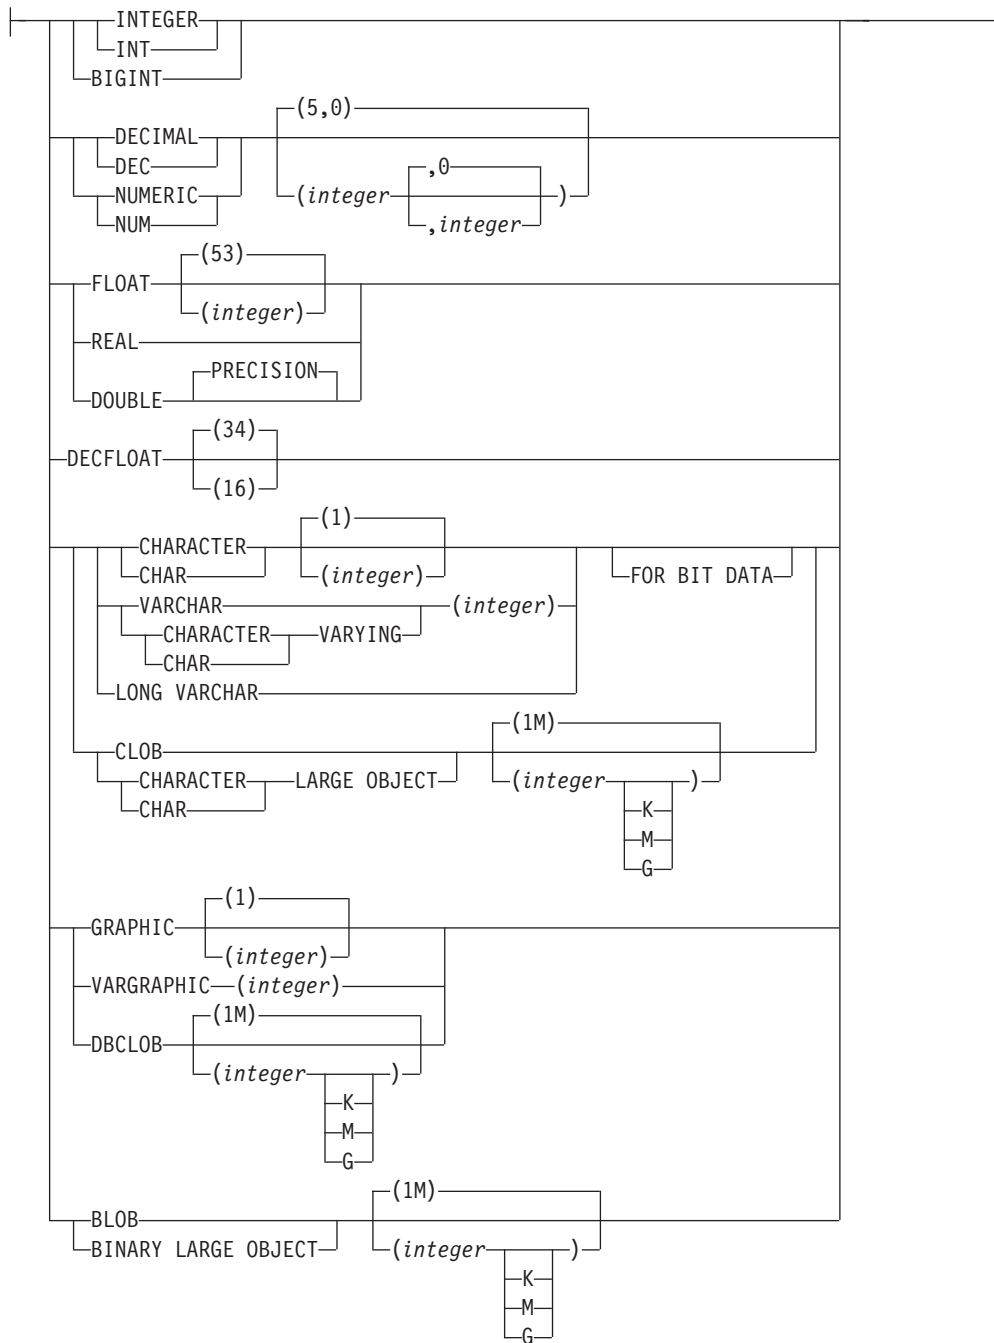 INTEGER
INT
BIGINT
(5,0)
DECIMAL
DEC
,0
NUMERIC
(integer
)
NUM
,integer
(53)
FLOAT
(integer)
REAL
PRECISION
DOUBLE
(34)
DECFLOAT
(16)
(1)
CHARACTER
CHAR
(integer)
FOR BIT DATA
VARCHAR
(integer)
CHARACTER
VARYING
CHAR
LONG VARCHAR
(1M)
CLOB
CHARACTER
LARGE OBJECT
(integer
)
CHAR
K
M
G
(1)
GRAPHIC
(integer)
VARGRAPHIC
(integer)
(1M)
DBCLOB
(integer
)
K
M
G
(1M)
BLOB
BINARY LARGE OBJECT
(integer
)
K
M
G